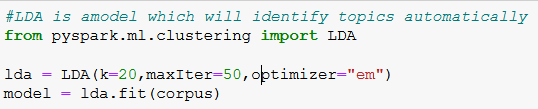 #LDA is amodel which will identify topics automatically
from pyspark.ml.clustering import LDA
lda = LDA(k=20,maxIter=50,optimizer="em")
model = lda.fit(corpus)